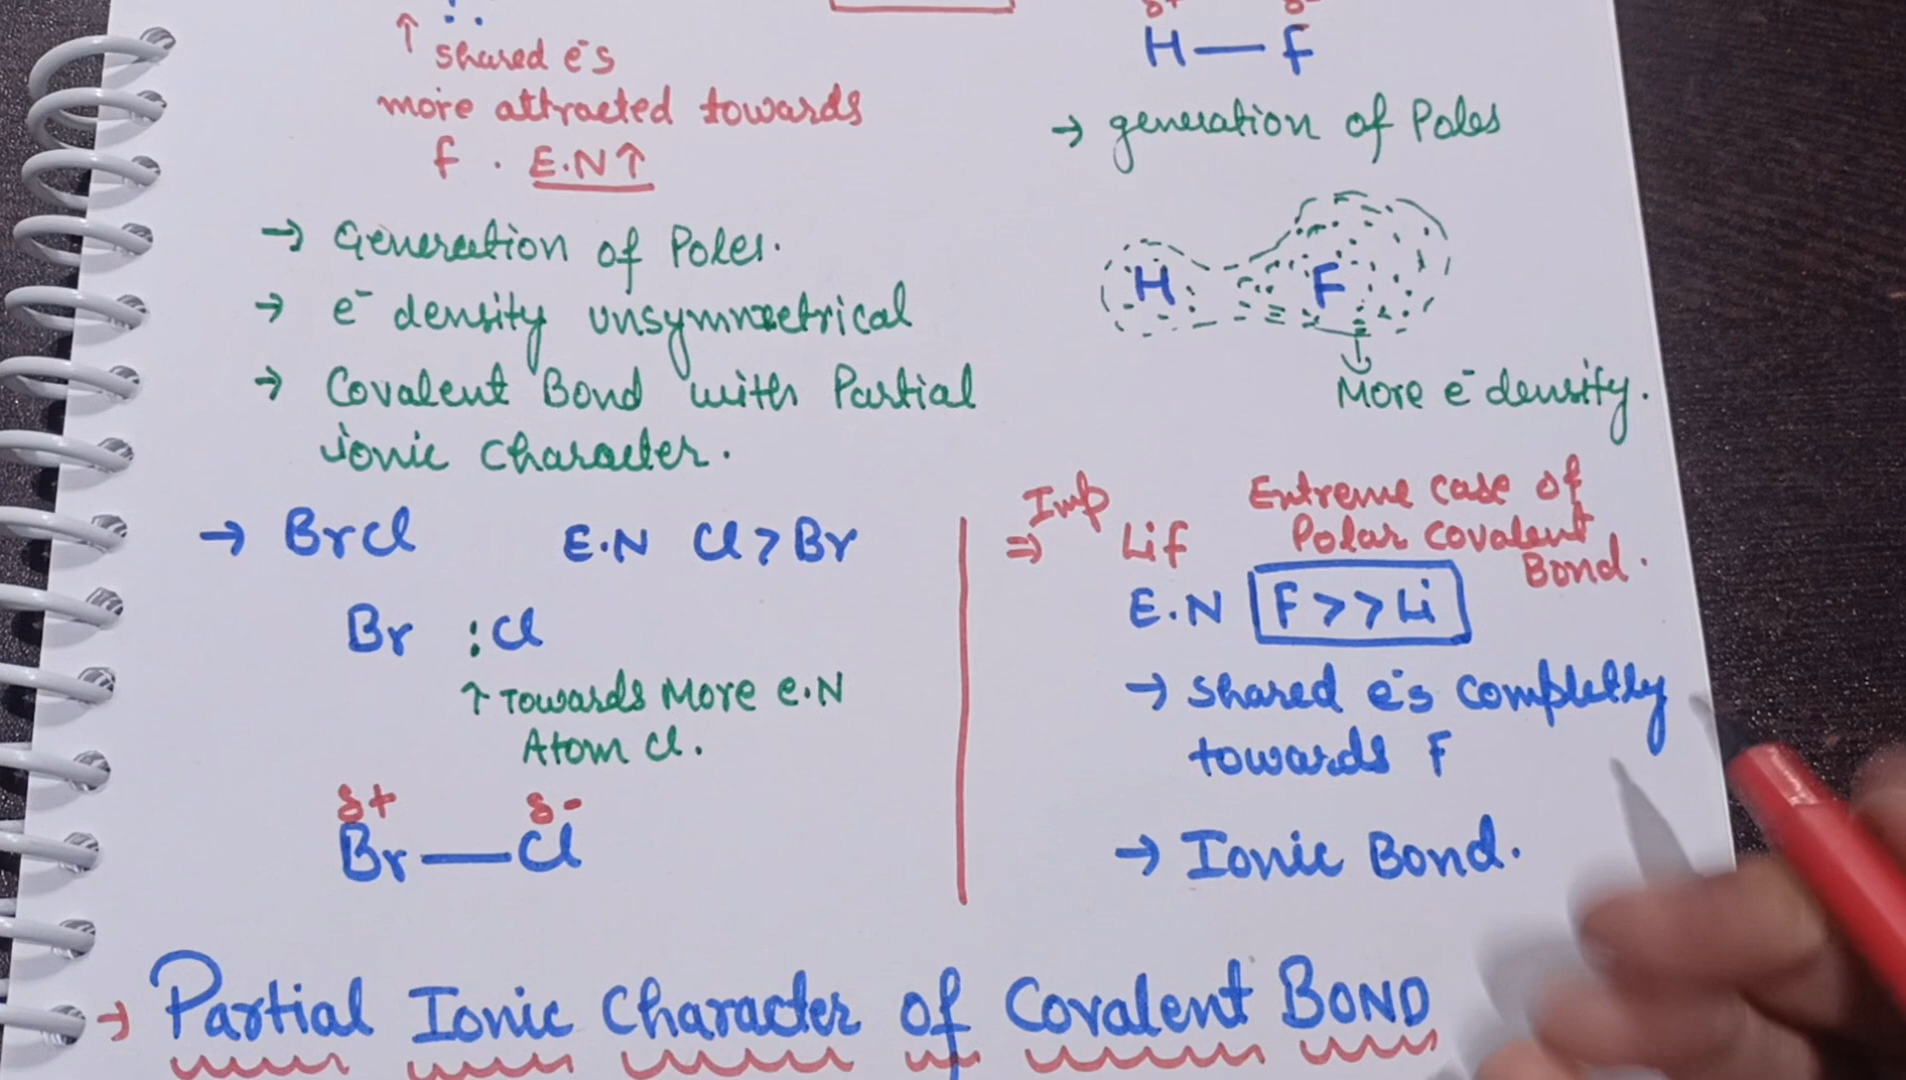 ↑ shared e⁻s
more attracted towards
f . E.N↑
→ Generation of Poles.
→ e⁻ density unsymmetrical
→ Covalent Bond with Partial
ionic character.
δ+ δ-
H — F
→ generation of Poles
H F
More e⁻ density.
→ BrCl E.N Cl > Br
Br :Cl
↑ Towards More e.N
Atom Cl.
δ+ δ-
Br — Cl
Imp
⇒ Lif
Extreme case of
Polar covalent
Bond.
E.N F >> Li
→ shared e⁻s completly
towards F
→ Ionic Bond.
→ Partial Ionic Character of Covalent BOND